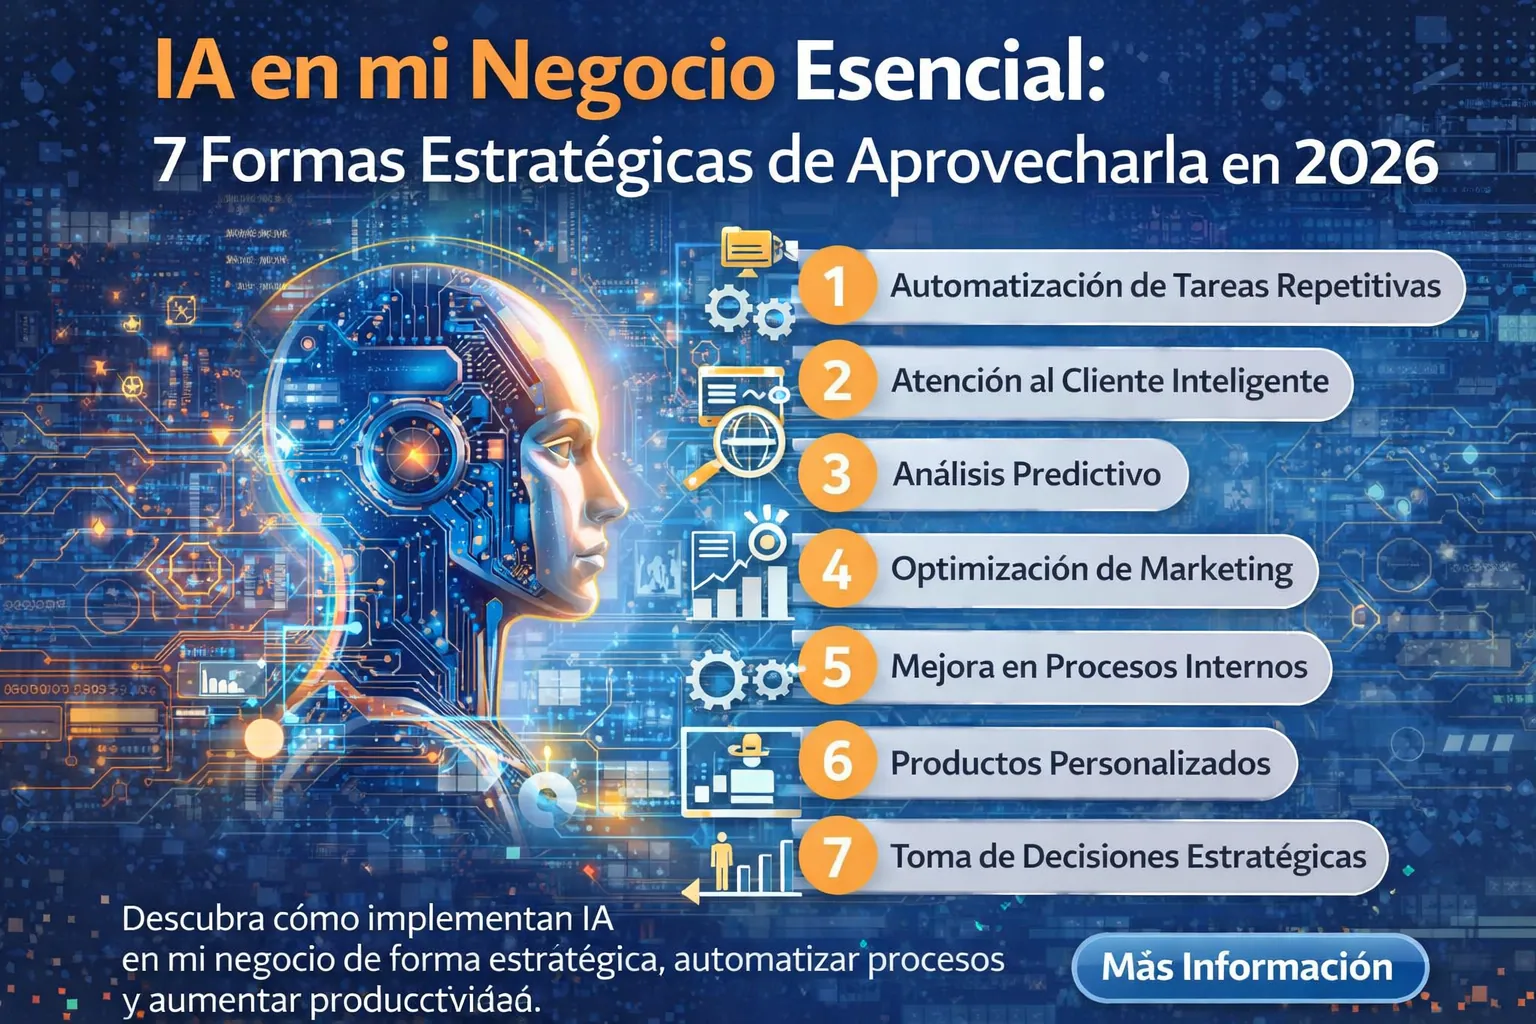 IA en mi Negocio Esencial:
7 Formas Estratégicas de Aprovecharla en 2026
1 Automatización de Tareas Repetitivas
2 Atención al Cliente Inteligente
3 Análisis Predictivo
4 Optimización de Marketing
5 Mejora en Procesos Internos
6 Productos Personalizados
7 Toma de Decisiones Estratégicas
Descubra cómo implementan IA
en mi negocio de forma estratégica, automatizar procesos
y aumentar producctividad.
Más Información